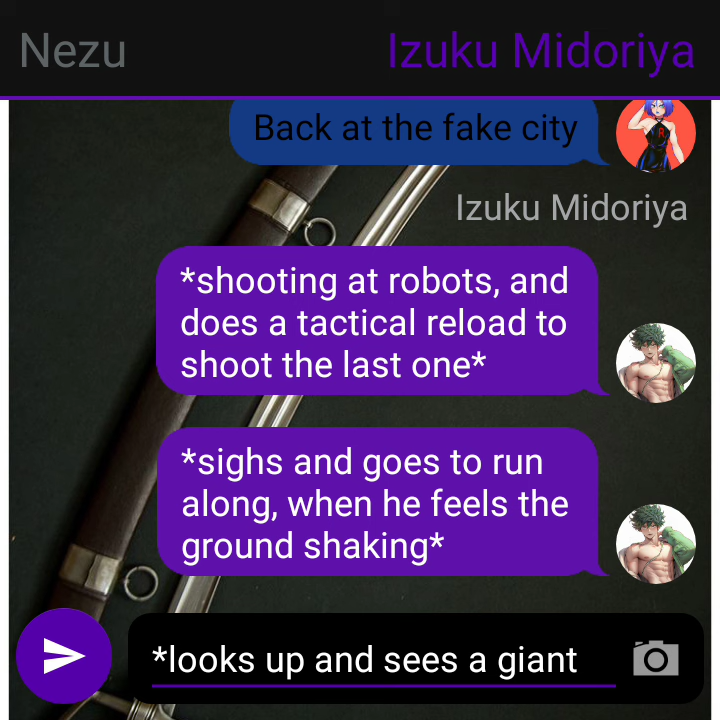 Nezu
Izuku Midoriya
Back at the fake city
Izuku Midoriya
*shooting at robots, and
does a tactical reload to
shoot the last one*
*sighs and goes to run
along, when he feels the
ground shaking*
*looks up and sees a giant